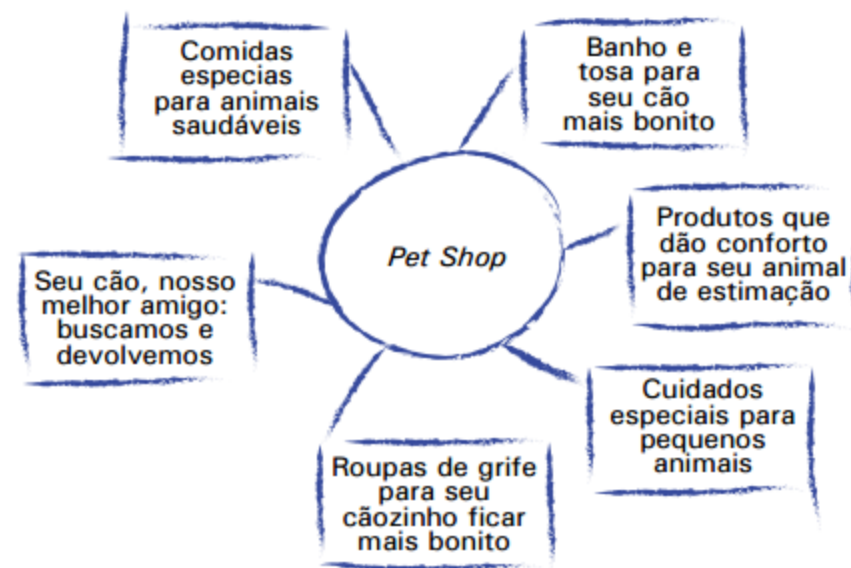 Comidas
especias
para animais
saudáveis
Banho e
tosa para
seu cão
mais bonito
Pet Shop
Produtos que
dão conforto
para seu animal
de estimação
Seu cão, nosso
melhor amigo:
buscamos e
devolvemos
Cuidados
especiais para
pequenos
animais
Roupas de grife
para seu
cãozinho ficar
mais bonito